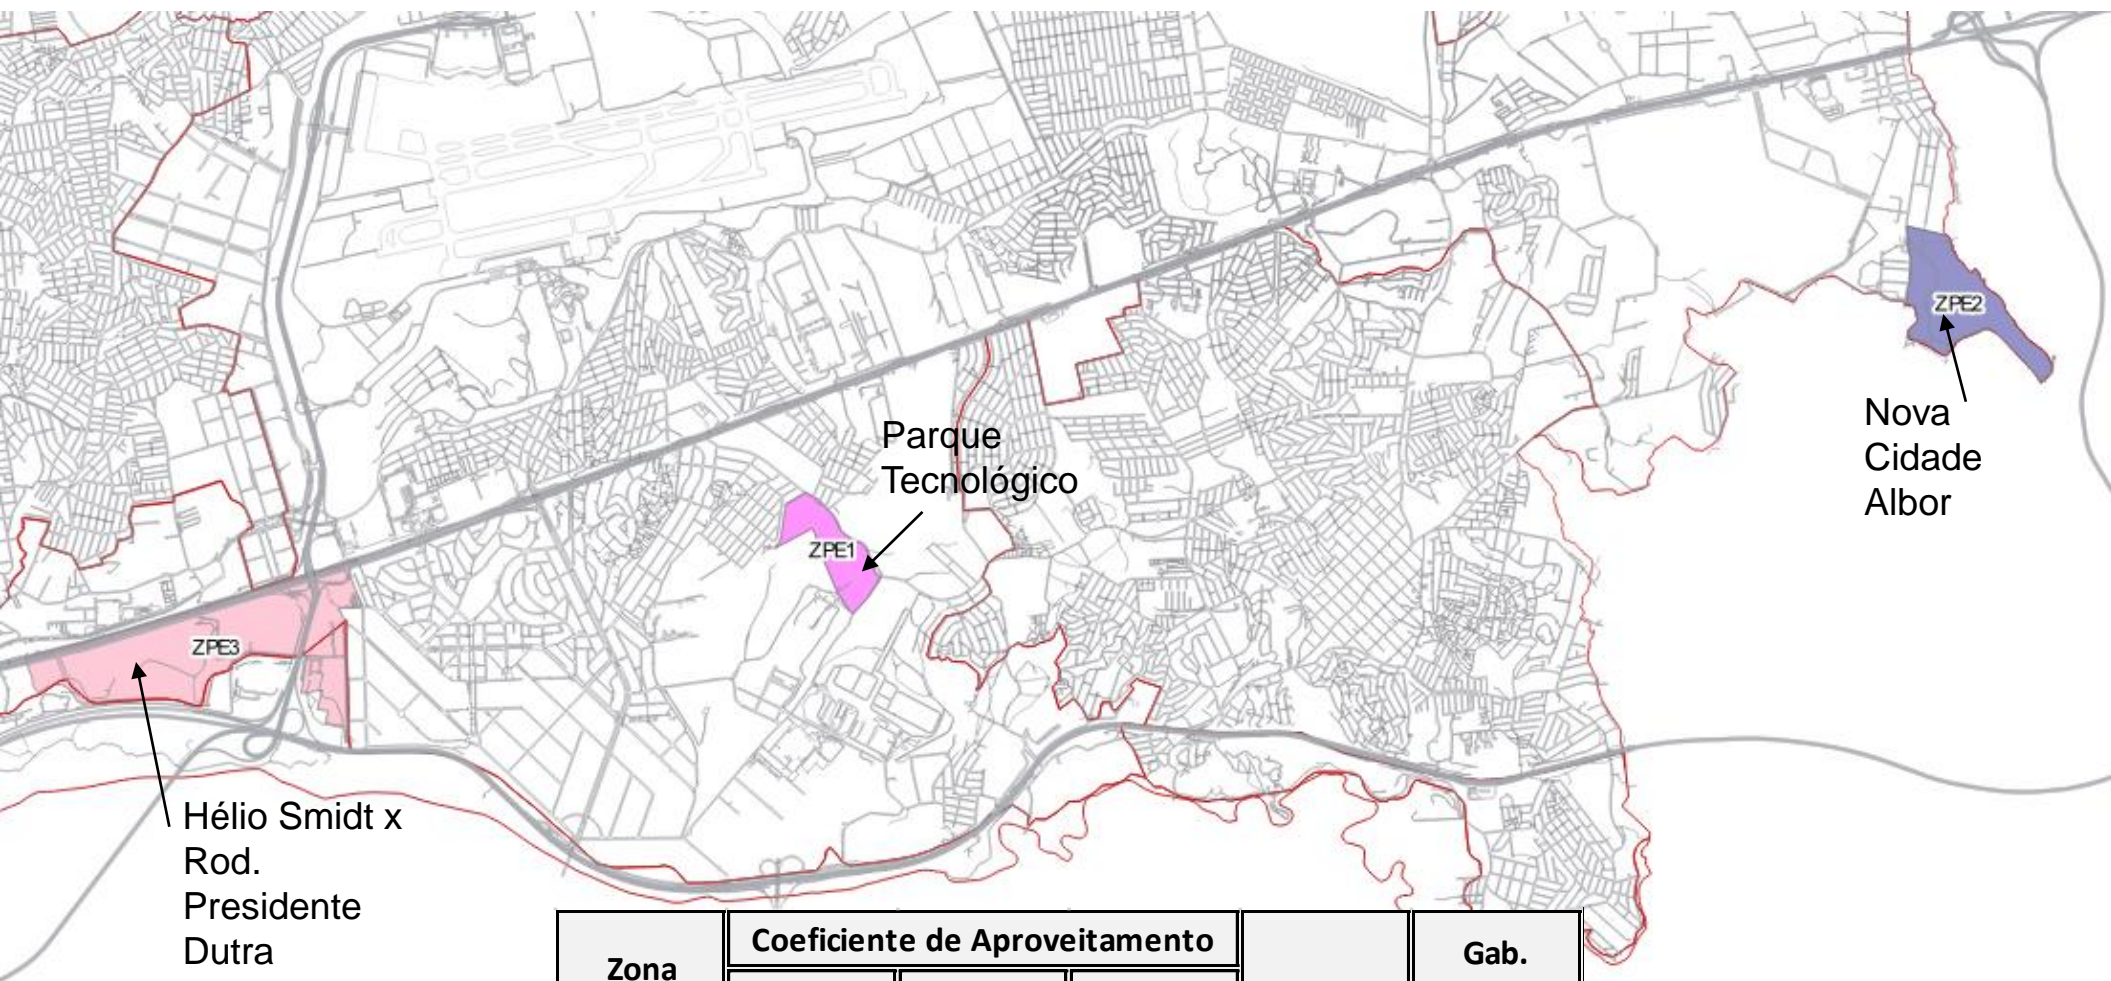 ZPE2
Nova
Cidade
Albor
Parque
Tecnológico
ZPE1
ZPE3
Hélio Smidt x
Rod.
Presidente
Dutra
Coeficiente de Aproveitamento
Zona
Gab.